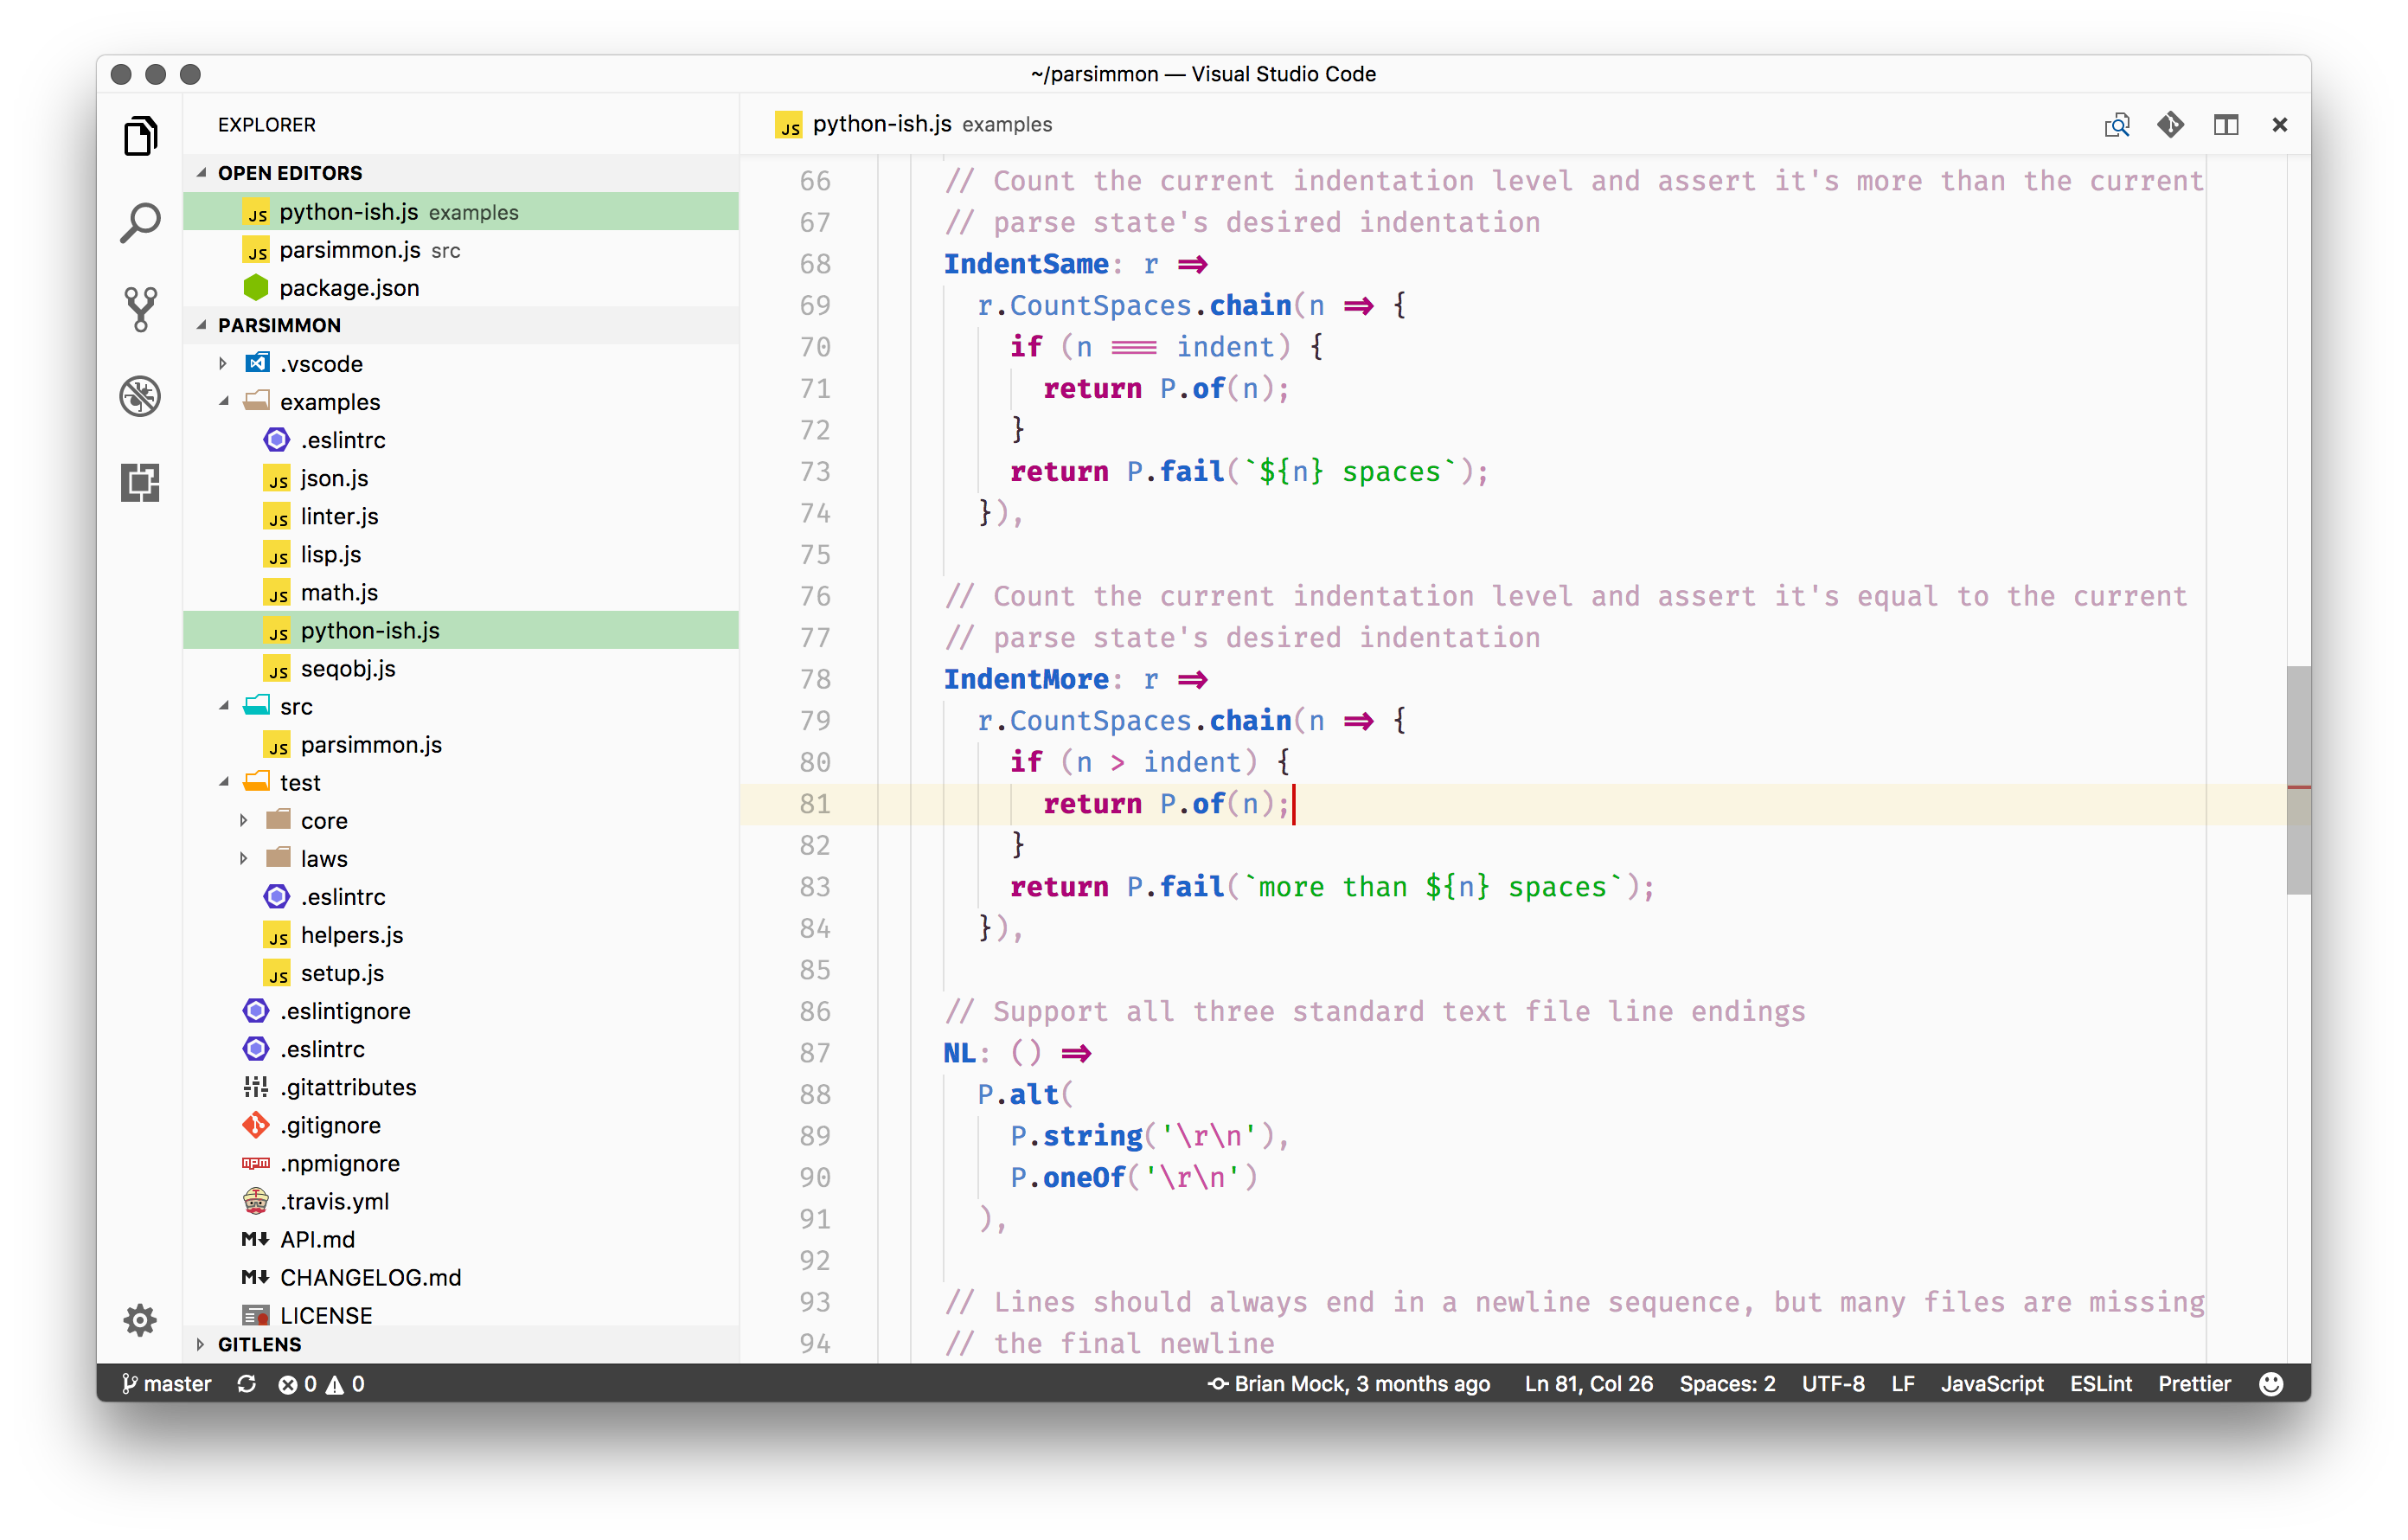 ~/parsimmon — Visual Studio Code
EXPLORER
OPEN EDITORS
JS python-ish.js examples
JS parsimmon.js src
package.json
PARSIMMON
.vscode
examples
.eslintrc
JS json.js
JS linter.js
JS lisp.js
JS math.js
JS python-ish.js
JS seqobj.js
src
JS parsimmon.js
test
core
laws
.eslintrc
JS helpers.js
JS setup.js
.eslintignore
.eslintrc
.gitattributes
.gitignore
npm .npmignore
.travis.yml
M↓ API.md
M↓ CHANGELOG.md
LICENSE
GITLENS
JS python-ish.js examples
66 // Count the current indentation level and assert it's more than the current
67 // parse state's desired indentation
68 IndentSame: r =>
69 r.CountSpaces.chain(n => {
70 if (n === indent) {
71 return P.of(n);
72 }
73 return P.fail(`${n} spaces`);
74 }),
75
76 // Count the current indentation level and assert it's equal to the current
77 // parse state's desired indentation
78 IndentMore: r =>
79 r.CountSpaces.chain(n => {
80 if (n > indent) {
81 return P.of(n);
82 }
83 return P.fail(`more than ${n} spaces`);
84 }),
85
86 // Support all three standard text file line endings
87 NL: () =>
88 P.alt(
89 P.string('\r\n'),
90 P.oneOf('\r\n')
91 ),
92
93 // Lines should always end in a newline sequence, but many files are missing
94 // the final newline
master 0 0 Brian Mock, 3 months ago Ln 81, Col 26 Spaces: 2 UTF-8 LF JavaScript ESLint Prettier